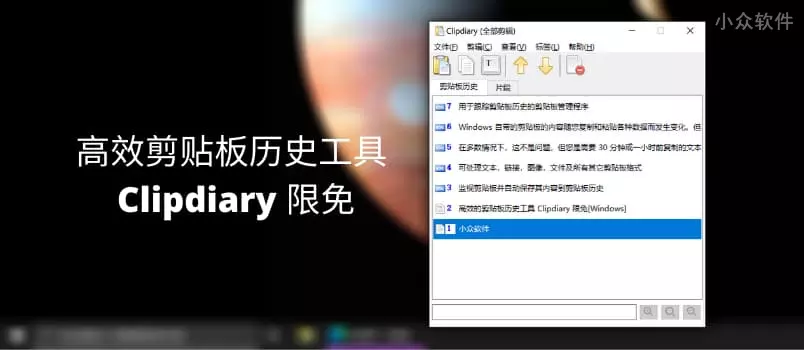 小众软件
高效剪贴板历史工具
Clipdiary 限免
Clipdiary (全部剪辑)
文件(F) 剪辑(C) 查看(V) 标签(L) 帮助(H)
剪贴板历史 片段
7 用于跟踪剪贴板历史的剪贴板管理程序
6 Windows 自带的剪贴板的内容随您复制和粘贴各种数据而发生变化。但
5 在多数情况下，这不是问题，但您是需要 30 分钟或一小时前复制的文本
4 可处理文本，链接，图像，文件及所有其它剪贴板格式
3 监视剪贴板并自动保存其内容到剪贴板历史
2 高效的剪贴板历史工具 Clipdiary 限免[Windows]
1 小众软件